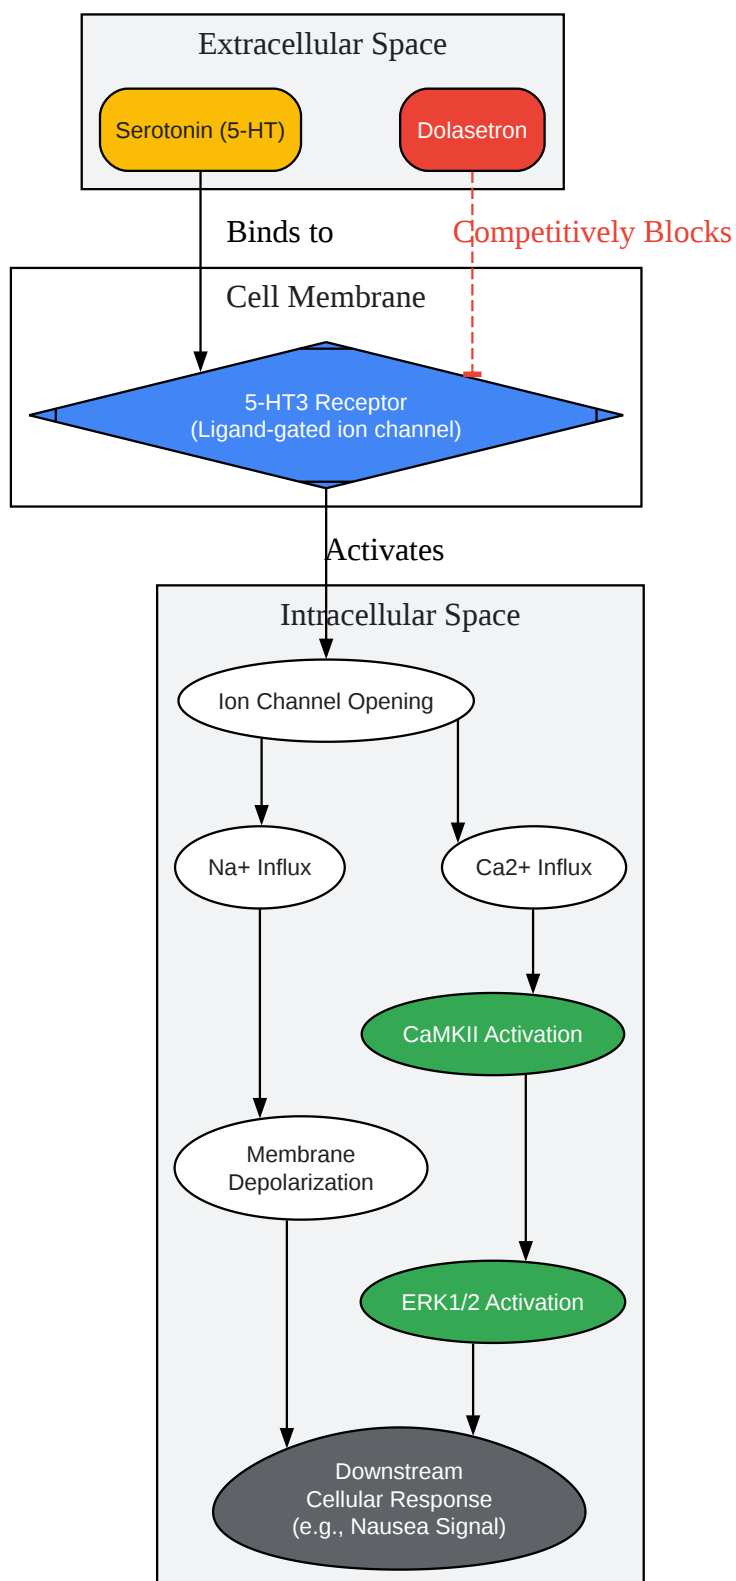 Extracellular Space
Serotonin (5-HT)
Dolasetron
Binds to
Competitively Blocks
Cell Membrane
5-HT3 Receptor
(Ligand-gated ion channel)
Activates
Intracellular Space
Ion Channel Opening
Na+ Influx
Ca2+ Influx
CaMKII Activation
Membrane
Depolarization
ERK1/2 Activation
Downstream
Cellular Response
(e.g., Nausea Signal)